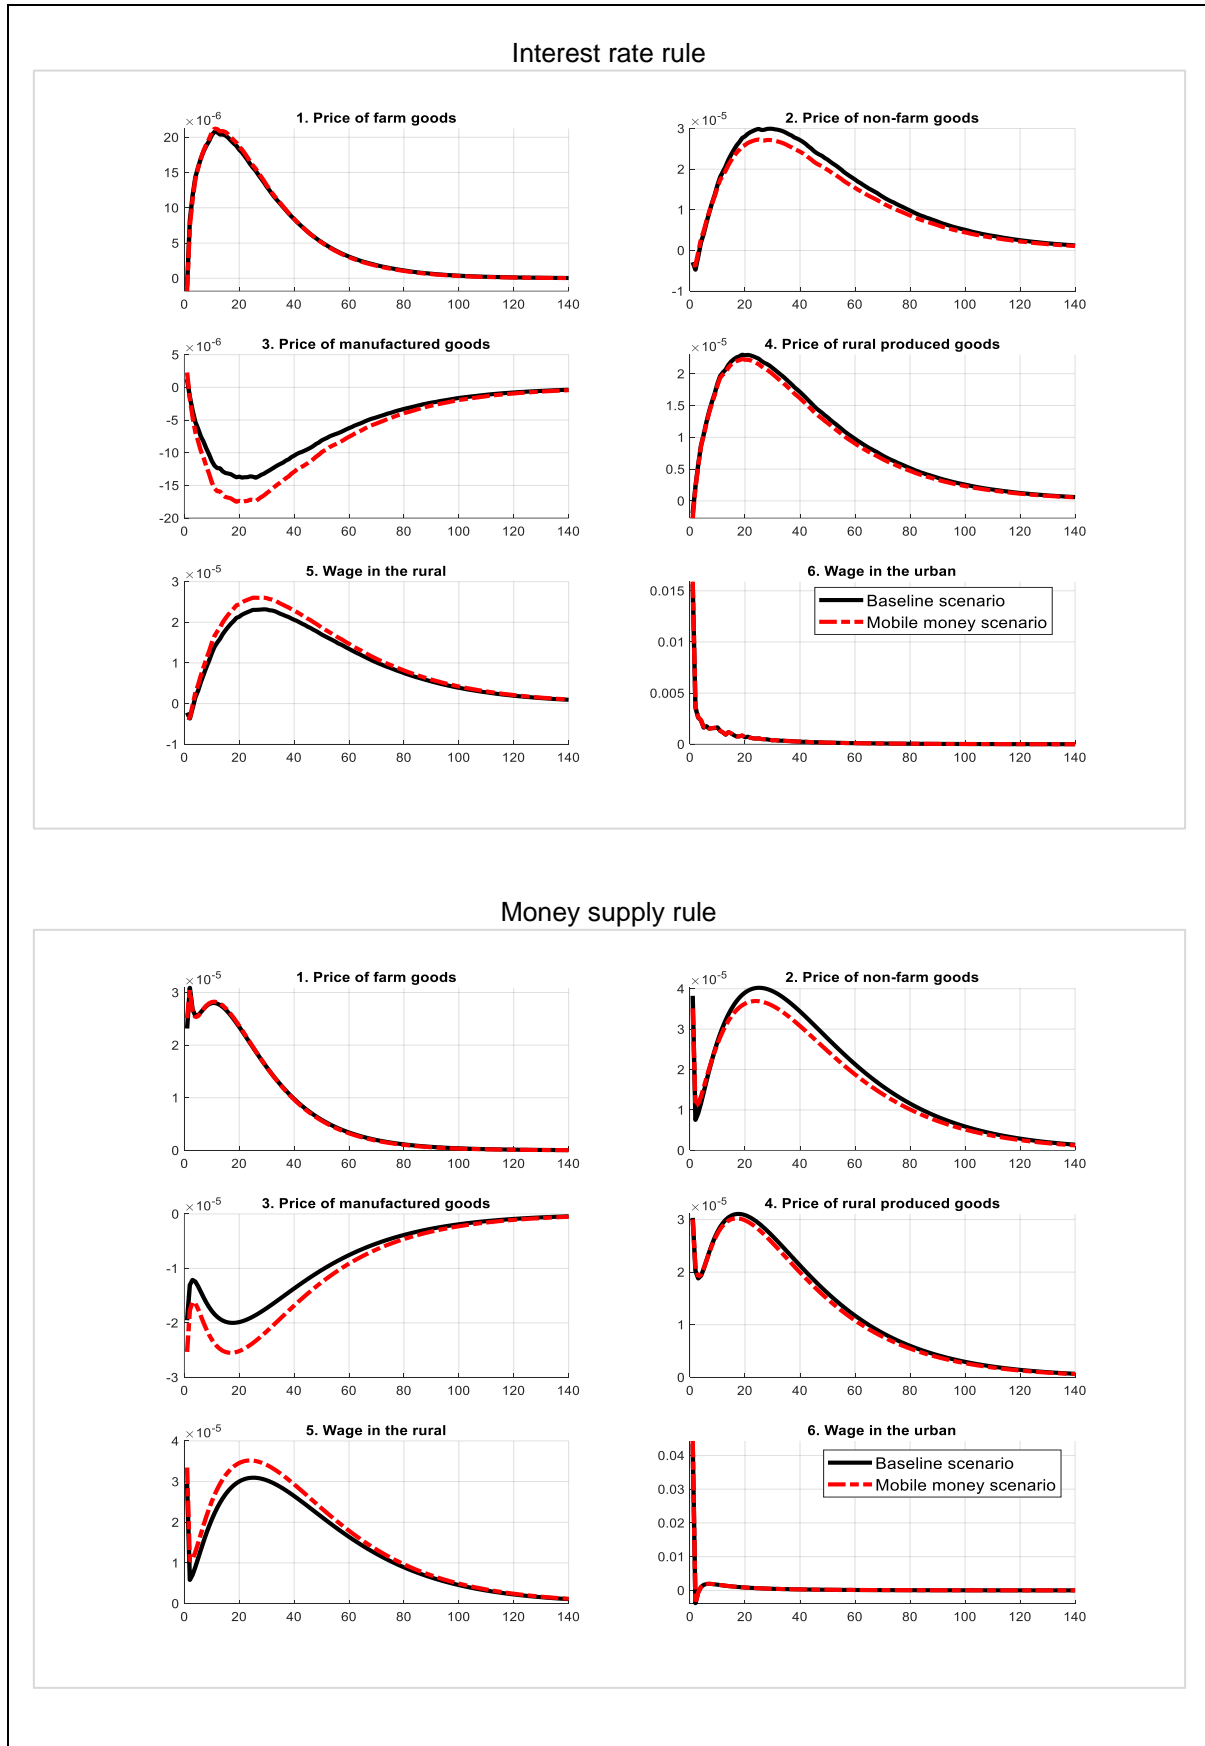 Interest rate rule
1. Price of farm goods
×10⁻⁶
20
15
10
5
0
0 20 40 60 80 100 120 140
2. Price of non-farm goods
×10⁻⁵
3
2
1
0
-1
0 20 40 60 80 100 120 140
3. Price of manufactured goods
×10⁻⁶
5
0
-5
-10
-15
-20
0 20 40 60 80 100 120 140
4. Price of rural produced goods
×10⁻⁵
2
1.5
1
0.5
0
0 20 40 60 80 100 120 140
5. Wage in the rural
×10⁻⁵
3
2
1
0
-1
0 20 40 60 80 100 120 140
6. Wage in the urban
0.015
0.01
0.005
0
Baseline scenario
Mobile money scenario
0 20 40 60 80 100 120 140
Money supply rule
1. Price of farm goods
×10⁻⁵
3
2
1
0
0 20 40 60 80 100 120 140
2. Price of non-farm goods
×10⁻⁵
4
3
2
1
0
0 20 40 60 80 100 120 140
3. Price of manufactured goods
×10⁻⁵
0
-1
-2
-3
0 20 40 60 80 100 120 140
4. Price of rural produced goods
×10⁻⁵
3
2
1
0
0 20 40 60 80 100 120 140
5. Wage in the rural
×10⁻⁵
4
3
2
1
0
0 20 40 60 80 100 120 140
6. Wage in the urban
0.04
0.03
0.02
0.01
0
Baseline scenario
Mobile money scenario
0 20 40 60 80 100 120 140